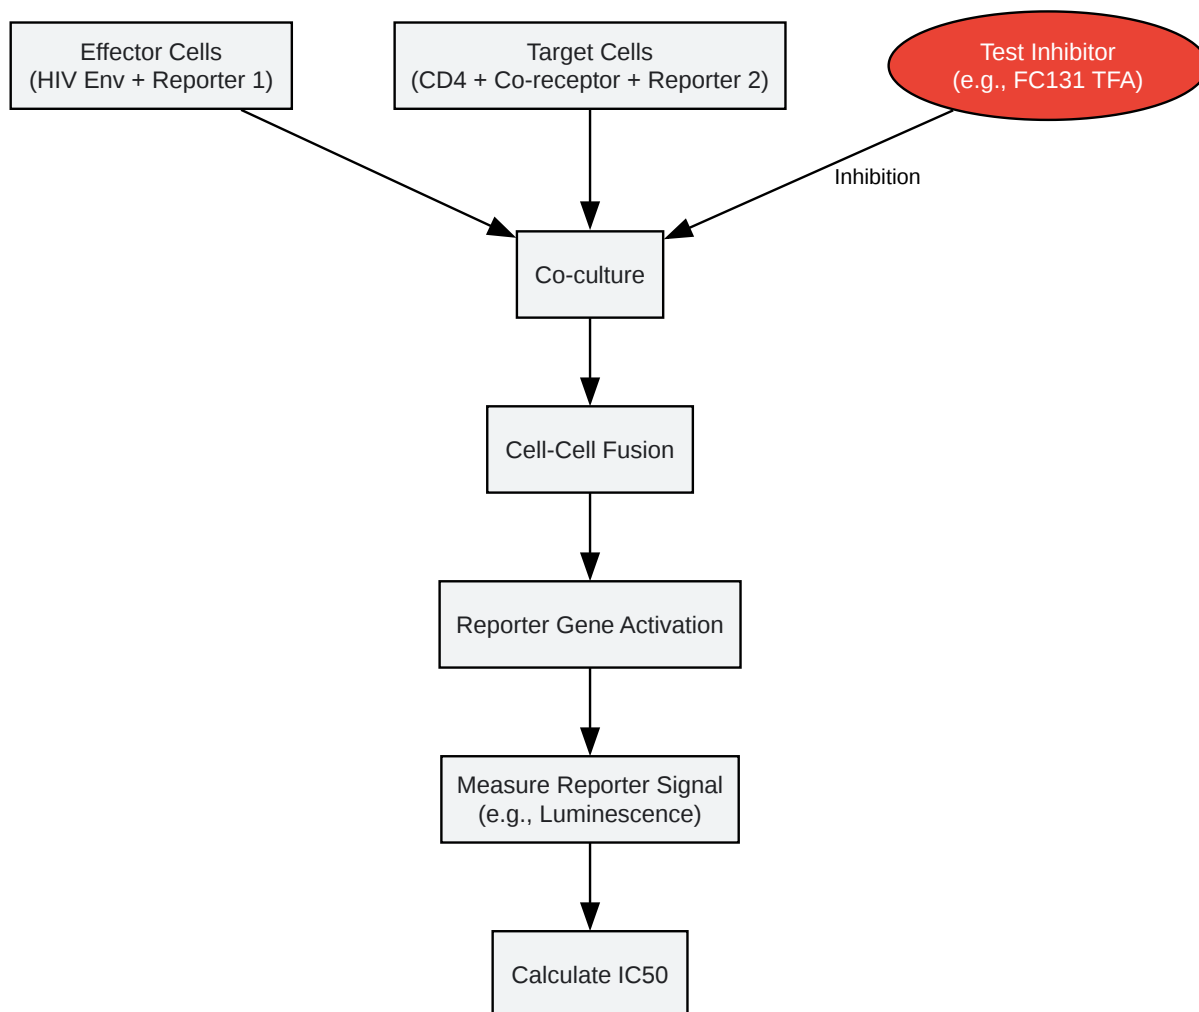 Effector Cells
(HIV Env + Reporter 1)
Target Cells
(CD4 + Co-receptor + Reporter 2)
Test Inhibitor
(e.g., FC131 TFA)
Inhibition
Co-culture
Cell-Cell Fusion
Reporter Gene Activation
Measure Reporter Signal
(e.g., Luminescence)
Calculate IC50